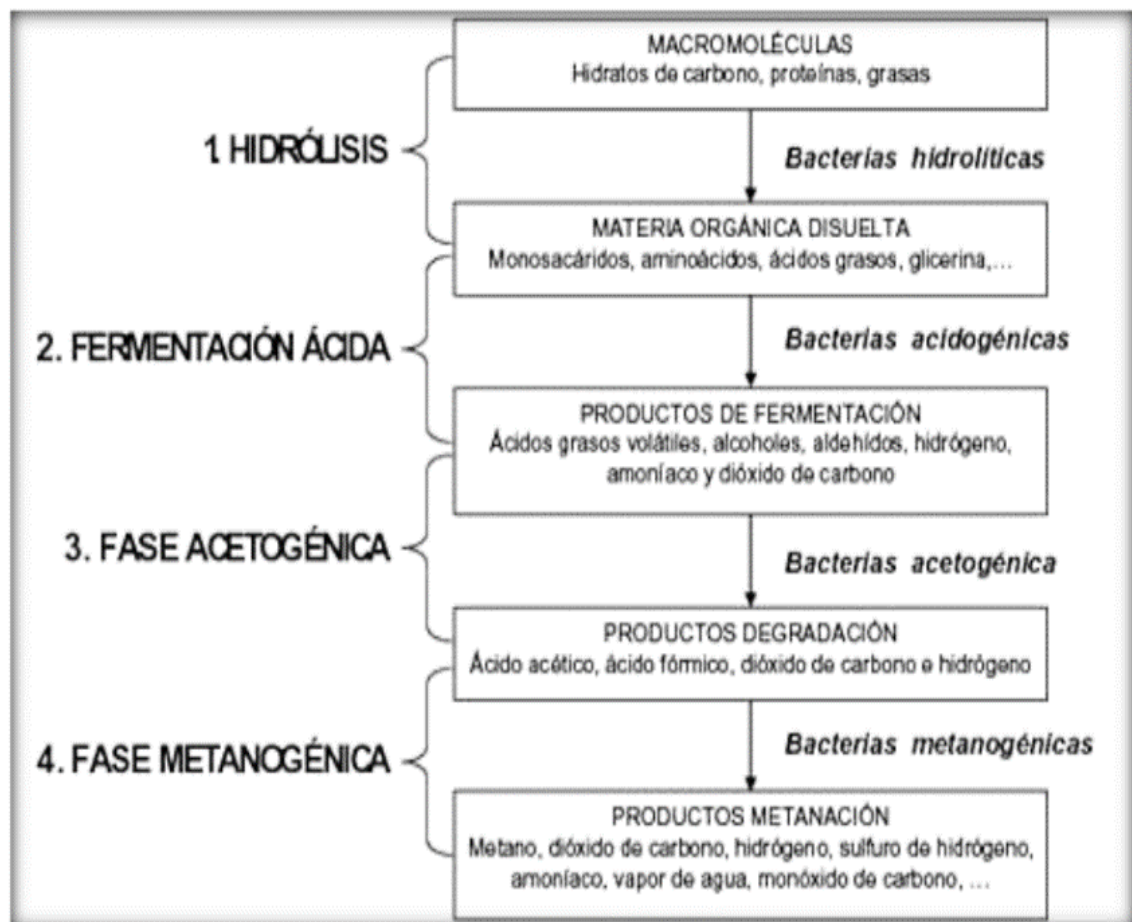 MACROMOLÉCULAS
Hidratos de carbono, proteínas, grasas
1. HIDRÓLISIS
Bacterias hidrolíticas
MATERIA ORGÁNICA DISUELTA
Monosacáridos, aminoácidos, ácidos grasos, glicerina,...
2. FERMENTACIÓN ÁCIDA
Bacterias acidogénicas
PRODUCTOS DE FERMENTACIÓN
Ácidos grasos volátiles, alcoholes, aldehídos, hidrógeno,
amoníaco y dióxido de carbono
3. FASE ACETOGÉNICA
Bacterias acetogénica
PRODUCTOS DEGRADACIÓN
Ácido acético, ácido fórmico, dióxido de carbono e hidrógeno
4. FASE METANOGÉNICA
Bacterias metanogénicas
PRODUCTOS METANACIÓN
Metano, dióxido de carbono, hidrógeno, sulfuro de hidrógeno,
amoníaco, vapor de agua, monóxido de carbono, ...